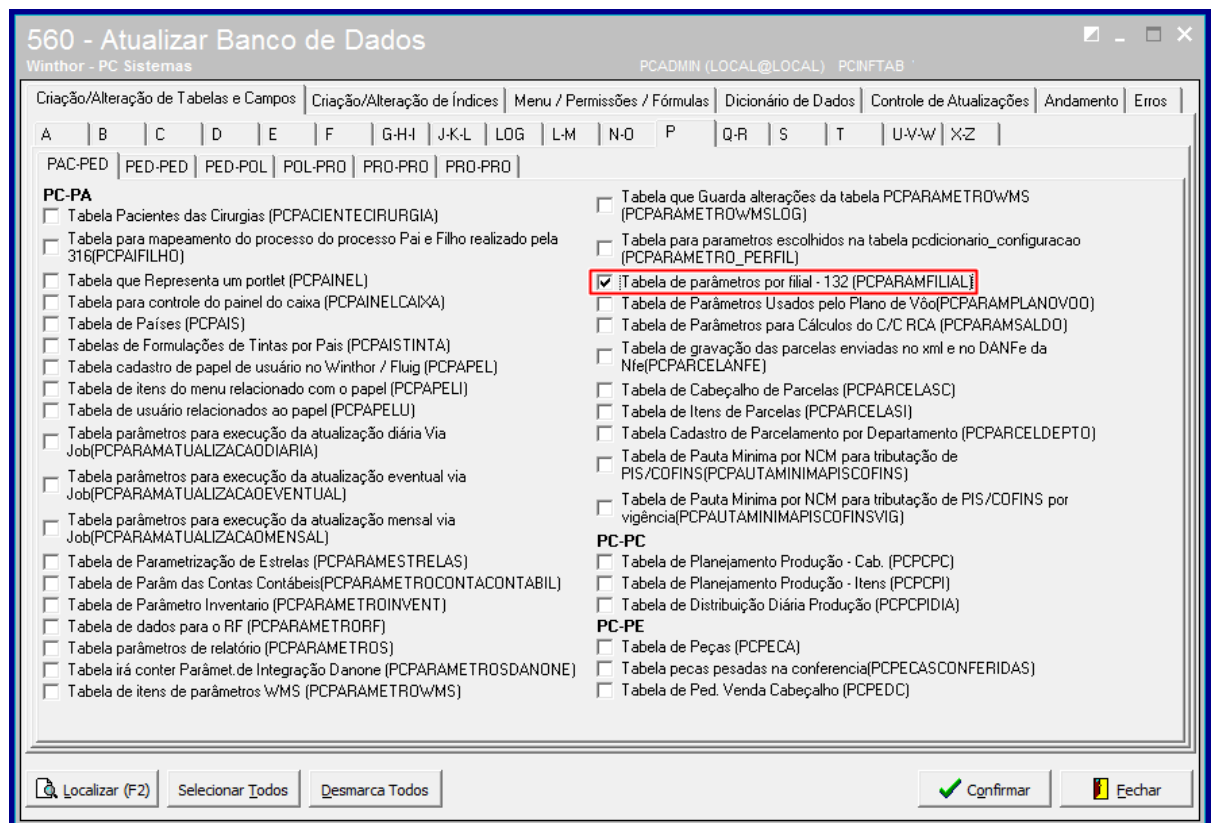 560 - Atualizar Banco de Dados
Winthor - PC Sistemas
PCADMIN (LOCAL@LOCAL) PCINFTAB
Criação/Alteração de Tabelas e Campos Criação/Alteração de Índices Menu / Permissões / Fórmulas Dicionário de Dados Controle de Atualizações Andamento Erros
A B C D E F G-H-I J-K-L LOG L-M N-O P Q-R S T U-V-W X-Z
PAC-PED PED-PED PED-POL POL-PRO PRO-PRO PRO-PRO
PC-PA
Tabela Pacientes das Cirurgias (PCPACIENTECIRURGIA)
Tabela para mapeamento do processo do processo Pai e Filho realizado pela
316(PCPAIFILHO)
Tabela que Representa um portlet (PCPAINEL)
Tabela para controle do painel do caixa (PCPAINELCAIXA)
Tabela de Países (PCPAIS)
Tabelas de Formulações de Tintas por Pais (PCPAISTINTA)
Tabela cadastro de papel de usuário no Winthor / Fluig (PCPAPEL)
Tabela de itens do menu relacionado com o papel (PCPAPELI)
Tabela de usuário relacionados ao papel (PCPAPELU)
Tabela parâmetros para execução da atualização diária Via
Job(PCPARAMATUALIZACAODIARIA)
Tabela parâmetros para execução da atualização eventual via
Job(PCPARAMATUALIZACAOEVENTUAL)
Tabela parâmetros para execução da atualização mensal via
Job(PCPARAMATUALIZACAOMENSAL)
Tabela de Parametrização de Estrelas (PCPARAMESTRELAS)
Tabela de Parâm das Contas Contábeis(PCPARAMETROCONTACONTABIL)
Tabela de Parâmetro Inventario (PCPARAMETROINVENT)
Tabela de dados para o RF (PCPARAMETRORF)
Tabela parâmetros de relatório (PCPARAMETROS)
Tabela irá conter Parâmet.de Integração Danone (PCPARAMETROSDANONE)
Tabela de itens de parâmetros WMS (PCPARAMETROWMS)
Tabela que Guarda alterações da tabela PCPARAMETROWMS
(PCPARAMETROWMSLOG)
Tabela para parametros escolhidos na tabela pcdicionario_configuracao
(PCPARAMETRO_PERFIL)
Tabela de parâmetros por filial - 132 (PCPARAMFILIAL)
Tabela de Parâmetros Usados pelo Plano de Vôo(PCPARAMPLANOVOO)
Tabela de Parâmetros para Cálculos do C/C RCA (PCPARAMSALDO)
Tabela de gravação das parcelas enviadas no xml e no DANFe da
Nfe(PCPARCELANFE)
Tabela de Cabeçalho de Parcelas (PCPARCELASC)
Tabela de Itens de Parcelas (PCPARCELASI)
Tabela Cadastro de Parcelamento por Departamento (PCPARCELDEPTO)
Tabela de Pauta Minima por NCM para tributação de
PIS/COFINS(PCPAUTAMINIMAPISCOFINS)
Tabela de Pauta Minima por NCM para tributação de PIS/COFINS por
vigência(PCPAUTAMINIMAPISCOFINSVIG)
PC-PC
Tabela de Planejamento Produção - Cab. (PCPCPC)
Tabela de Planejamento Produção - Itens (PCPCPI)
Tabela de Distribuição Diária Produção (PCPCPIDIA)
PC-PE
Tabela de Peças (PCPECA)
Tabela pecas pesadas na conferencia(PCPECASCONFERIDAS)
Tabela de Ped. Venda Cabeçalho (PCPEDC)
Localizar (F2) Selecionar Todos Desmarca Todos Confirmar Fechar